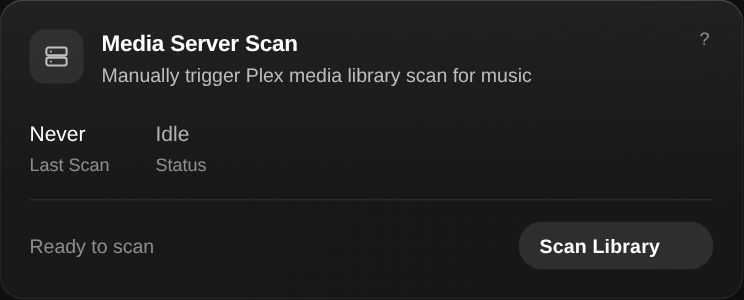 Media Server Scan
?
Manually trigger Plex media library scan for music
Never
Idle
Last Scan
Status
Ready to scan
Scan Library